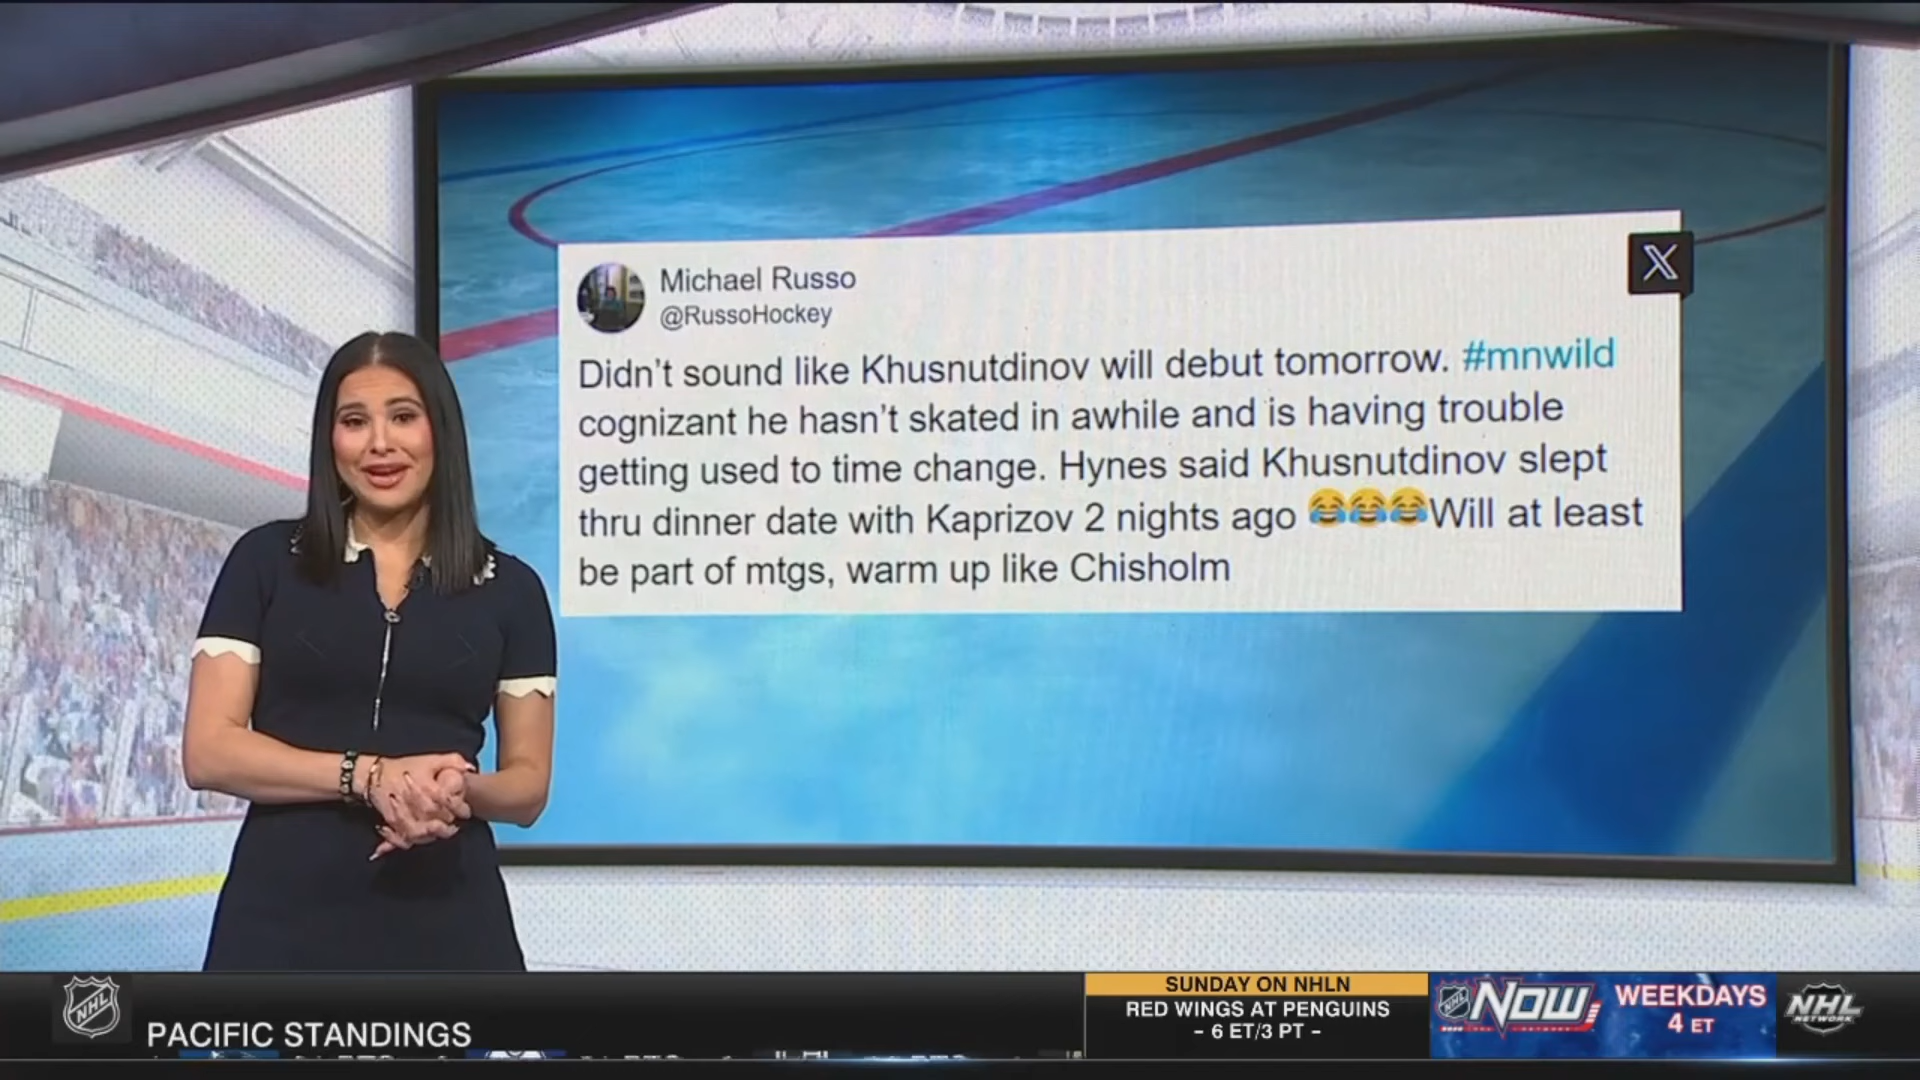 Michael Russo
@RussoHockey
X
Didn't sound like Khusnutdinov will debut tomorrow. #mnwild
cognizant he hasn't skated in awhile and is having trouble
getting used to time change. Hynes said Khusnutdinov slept
thru dinner date with Kaprizov 2 nights ago 😂😂😂Will at least
be part of mtgs, warm up like Chisholm
NHL
PACIFIC STANDINGS
SUNDAY ON NHLN
RED WINGS AT PENGUINS
- 6 ET/3 PT -
NHL NOW
WEEKDAYS
4 ET
NHL
NETWORK